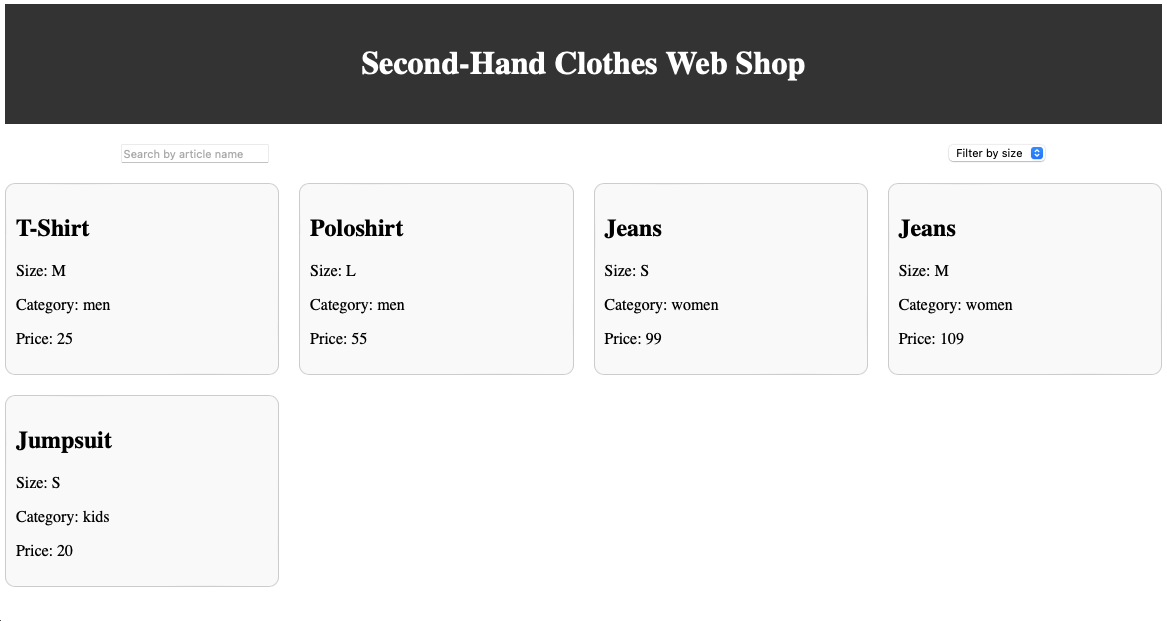 Second-Hand Clothes Web Shop
Search by article name
Filter by size
T-Shirt
Size: M
Category: men
Price: 25
Poloshirt
Size: L
Category: men
Price: 55
Jeans
Size: S
Category: women
Price: 99
Jeans
Size: M
Category: women
Price: 109
Jumpsuit
Size: S
Category: kids
Price: 20